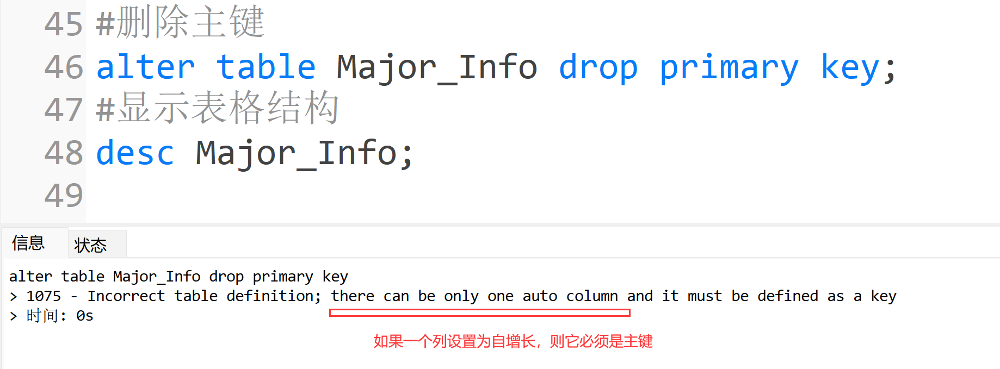 45 #删除主键
46 alter table Major_Info drop primary key;
47 #显示表格结构
48 desc Major_Info;
49
信息 状态
alter table Major_Info drop primary key
> 1075 - Incorrect table definition; there can be only one auto column and it must be defined as a key
> 时间: 0s
如果一个列设置为自增长，则它必须是主键